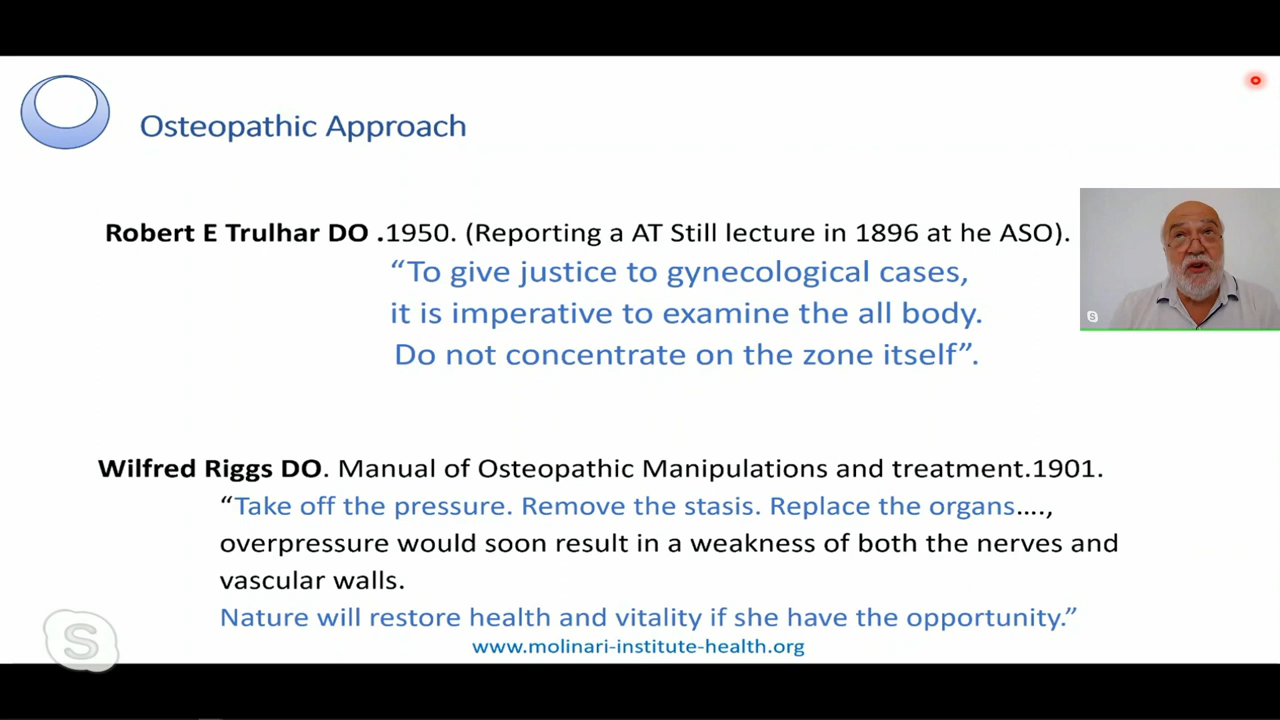 Osteopathic Approach
Robert E Trulhar DO .1950. (Reporting a AT Still lecture in 1896 at he ASO).
“To give justice to gynecological cases,
it is imperative to examine the all body.
Do not concentrate on the zone itself”.
Wilfred Riggs DO. Manual of Osteopathic Manipulations and treatment.1901.
“Take off the pressure. Remove the stasis. Replace the organs….,
overpressure would soon result in a weakness of both the nerves and
vascular walls.
Nature will restore health and vitality if she have the opportunity.”
www.molinari-institute-health.org